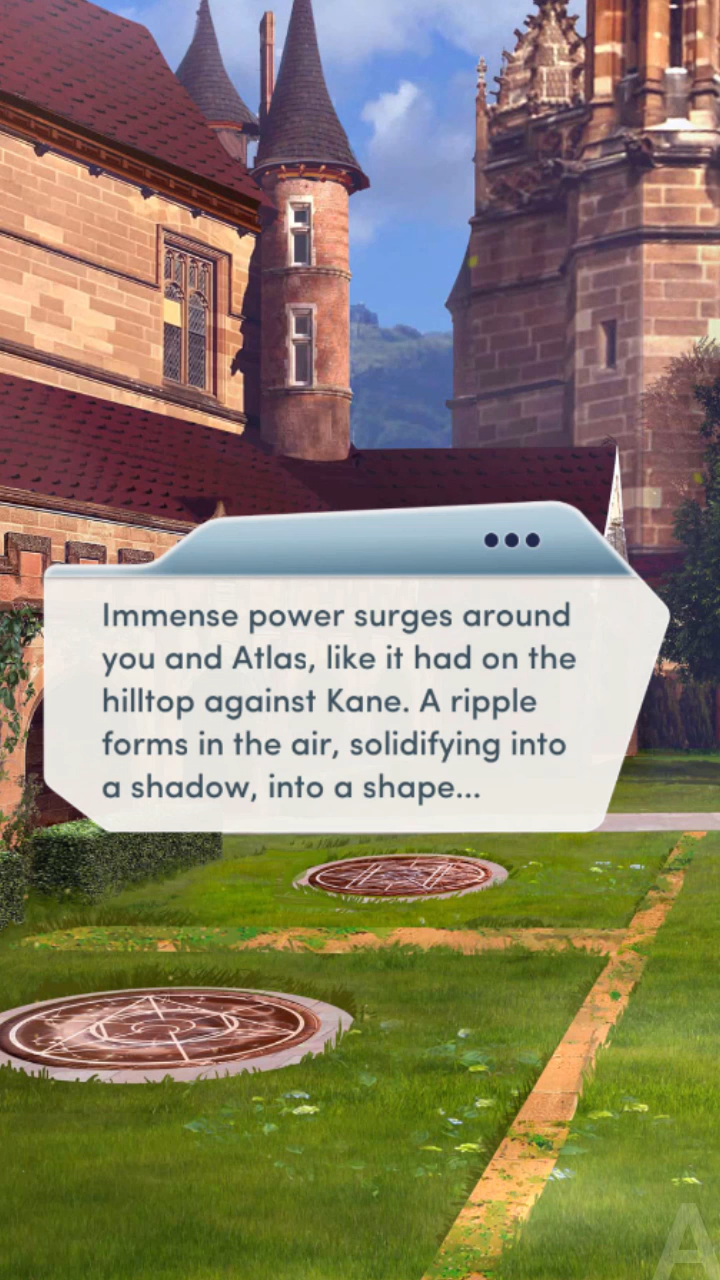 Immense power surges around
you and Atlas, like it had on the
hilltop against Kane. A ripple
forms in the air, solidifying into
a shadow, into a shape...
A